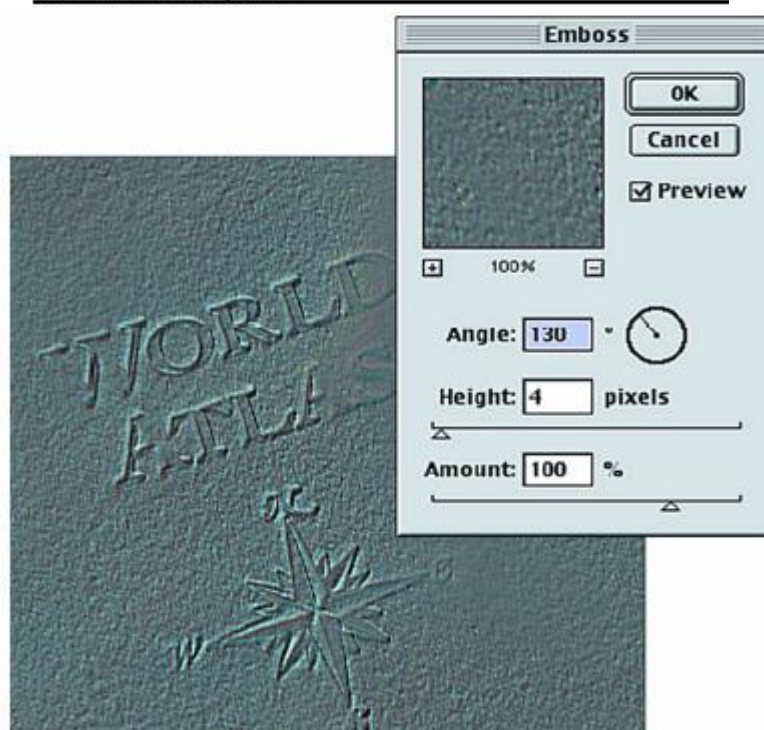 Emboss
OK
Cancel
Preview
100%
Angle: 130 °
Height: 4 pixels
Amount: 100 %
WORLD
ATLAS
W